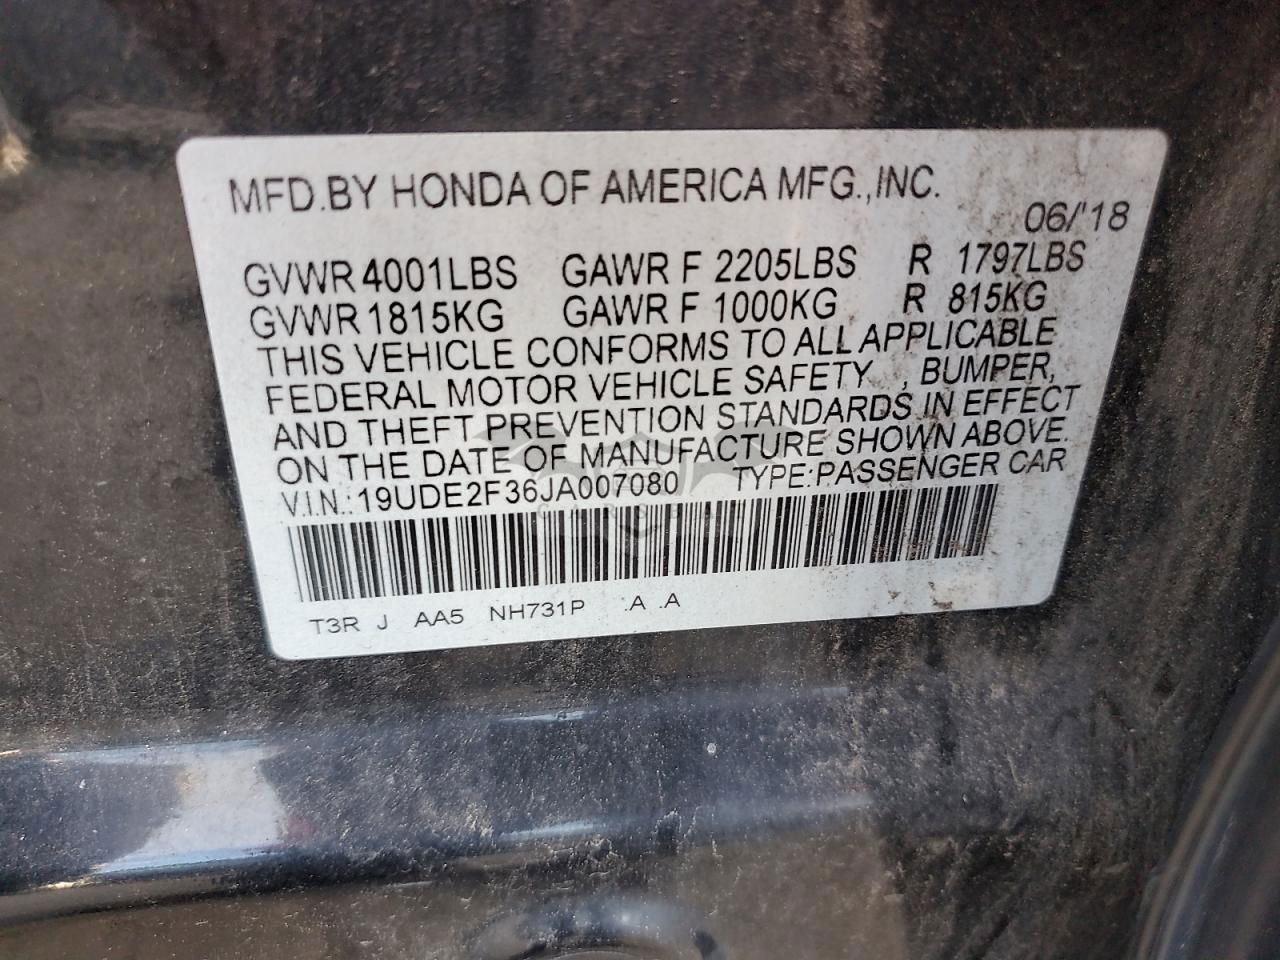 MFD.BY HONDA OF AMERICA MFG.,INC.
06/'18
GVWR 4001LBS GAWR F 2205LBS R 1797LBS
GVWR 1815KG GAWR F 1000KG R 815KG
THIS VEHICLE CONFORMS TO ALL APPLICABLE
FEDERAL MOTOR VEHICLE SAFETY , BUMPER,
AND THEFT PREVENTION STANDARDS IN EFFECT
ON THE DATE OF MANUFACTURE SHOWN ABOVE.
V.I.N.:19UDE2F36JA007080 TYPE:PASSENGER CAR
T3R J AA5 NH731P .A .A